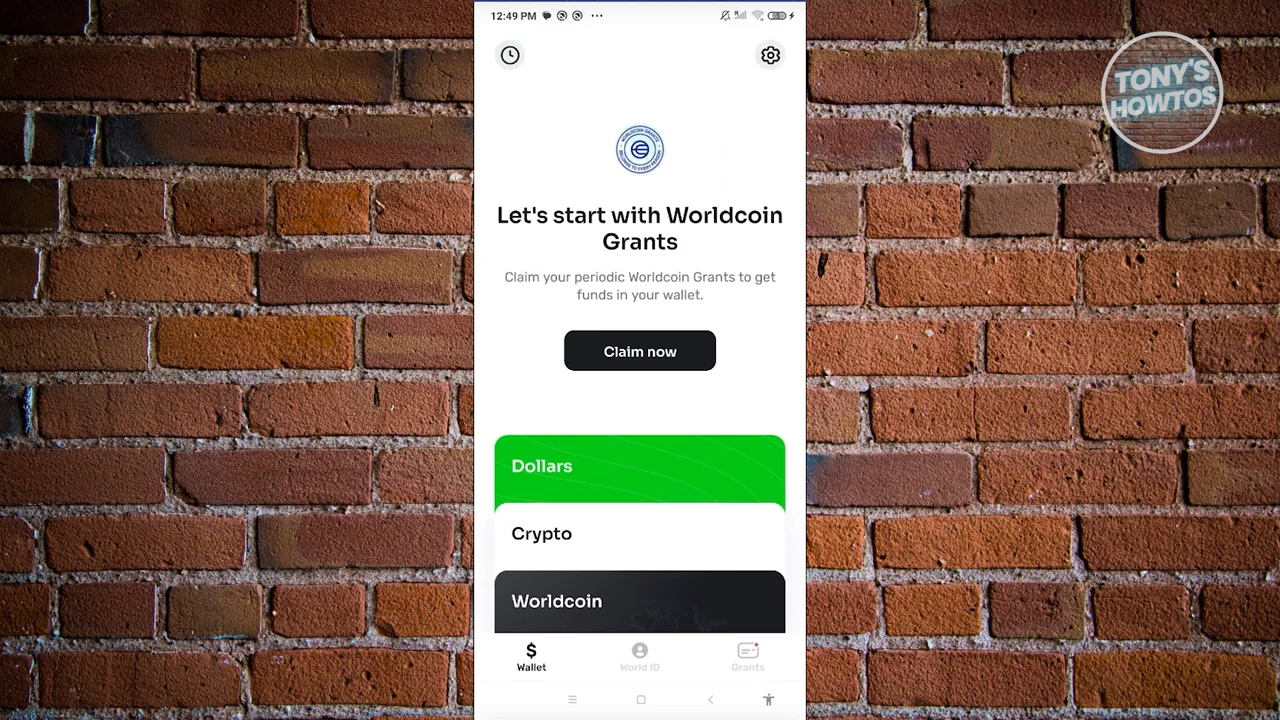 12:49 PM
TONY'S
HOWTOS
Let's start with Worldcoin
Grants
Claim your periodic Worldcoin Grants to get
funds in your wallet.
Claim now
Dollars
Crypto
Worldcoin
Wallet
World ID
Grants